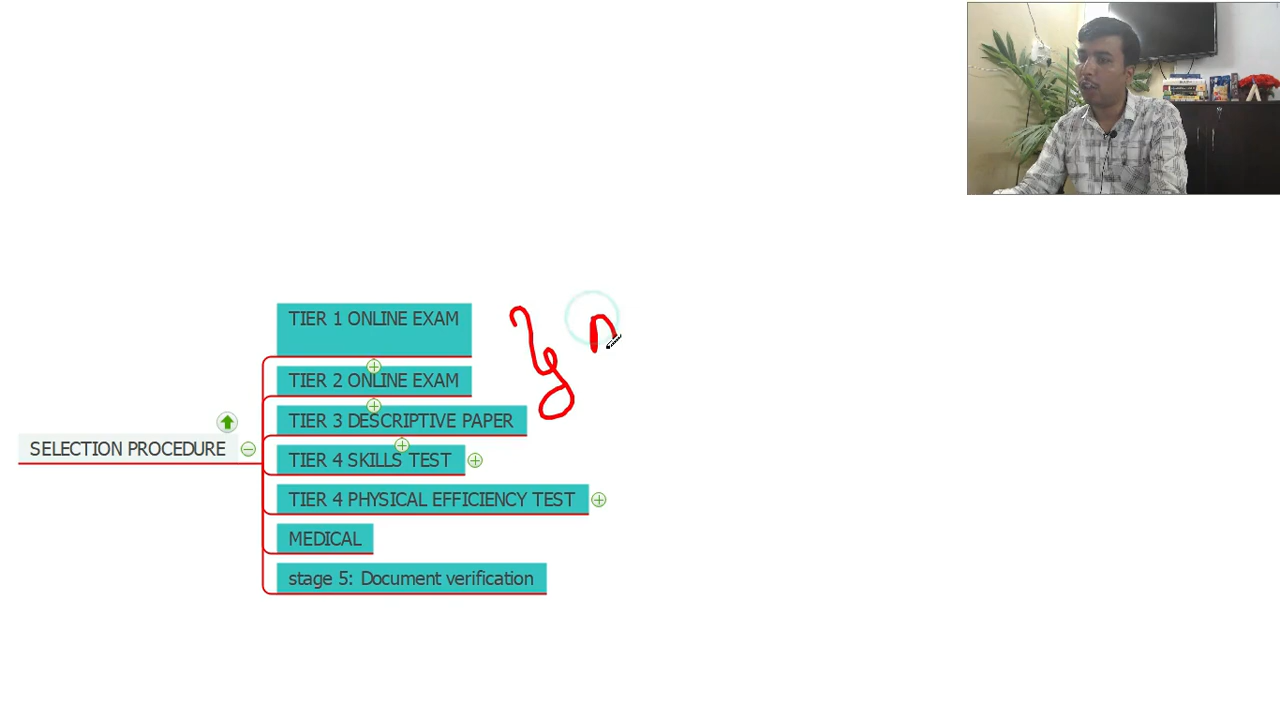 TIER 1 ONLINE EXAM
TIER 2 ONLINE EXAM
TIER 3 DESCRIPTIVE PAPER
SELECTION PROCEDURE
TIER 4 SKILLS TEST
TIER 4 PHYSICAL EFFICIENCY TEST
MEDICAL
stage 5: Document verification